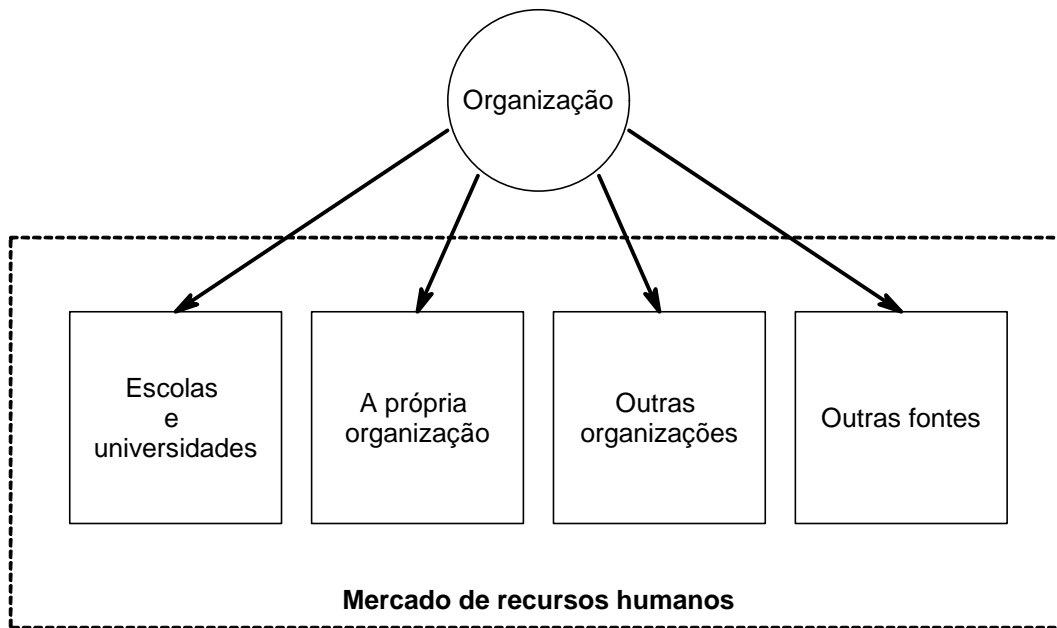 Organização
Escolas
e
universidades
A própria
organização
Outras
organizações
Outras fontes
Mercado de recursos humanos